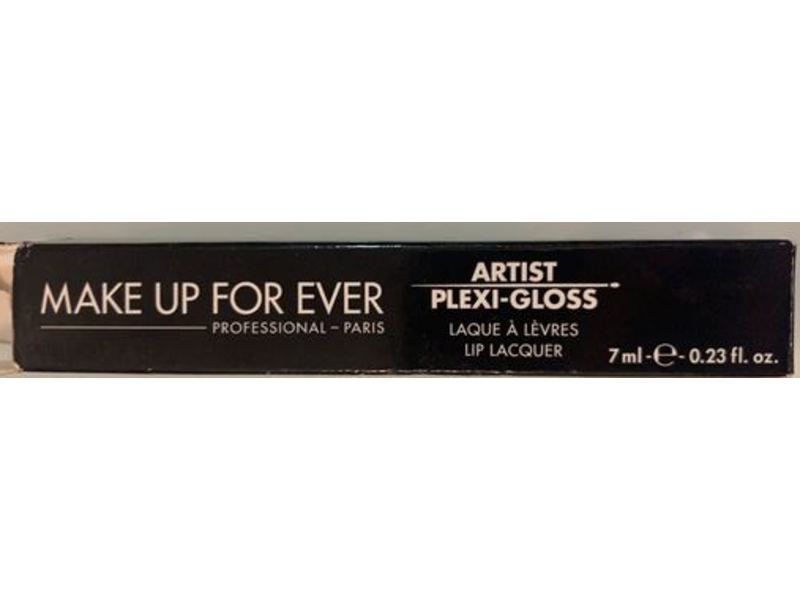 MAKE UP FOR EVER
PROFESSIONAL – PARIS
ARTIST
PLEXI-GLOSS
LAQUE À LÈVRES
LIP LACQUER
7 ml - ℮ - 0.23 fl. oz.